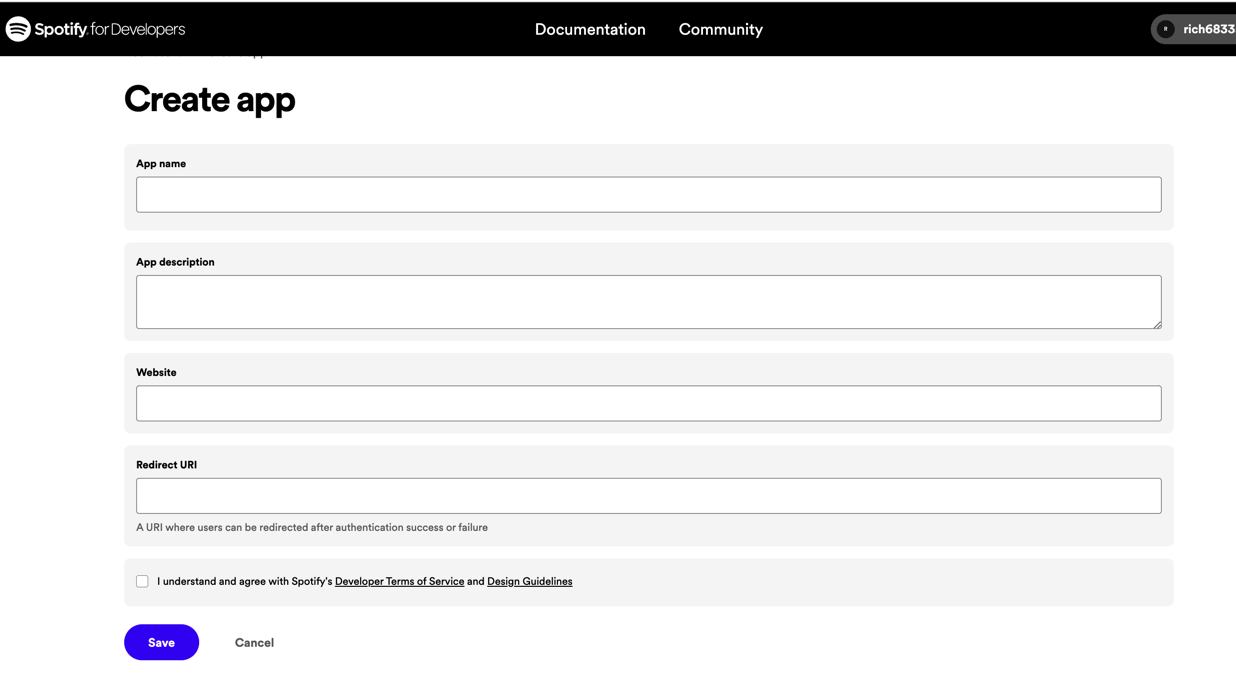 Spotify for Developers
Documentation
Community
R
rich6833
Create app
App name
App description
Website
Redirect URI
A URI where users can be redirected after authentication success or failure
I understand and agree with Spotify's Developer Terms of Service and Design Guidelines
Save
Cancel